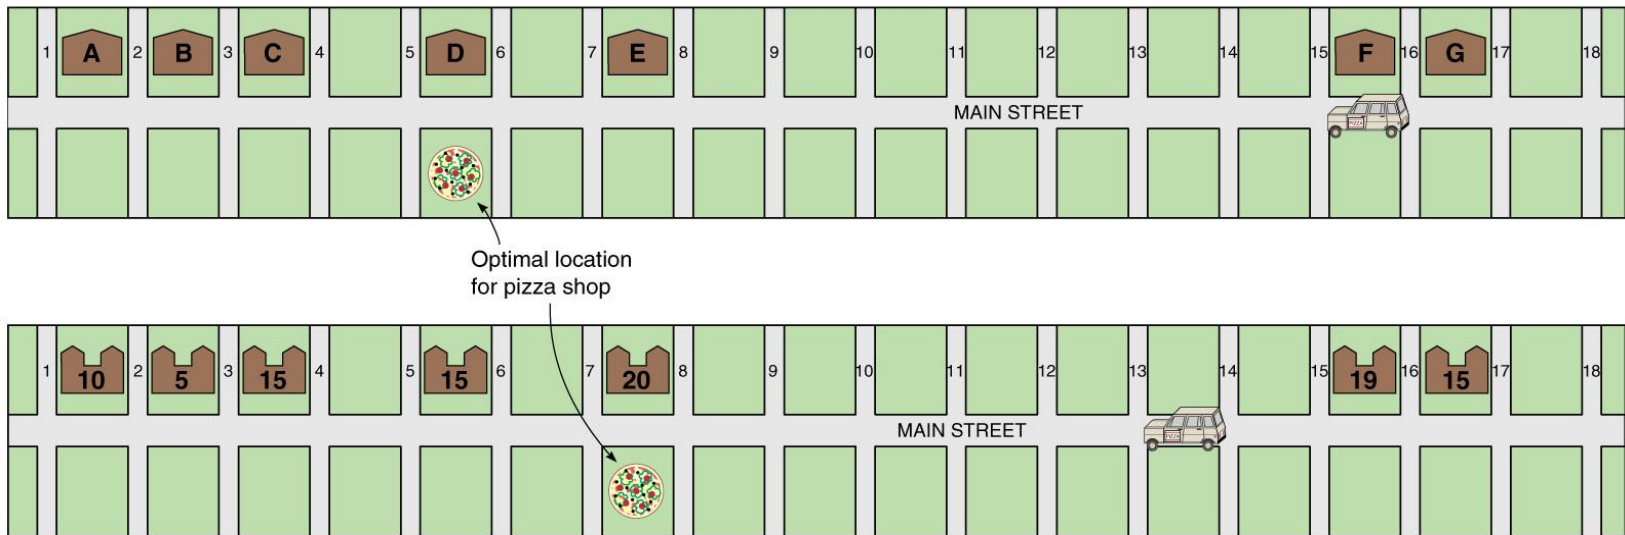 1 A 2 B 3 C 4 5 D 6 7 E 8 9 10 11 12 13 14 15 F 16 G 17 18
MAIN STREET
PIZZA
Optimal location
for pizza shop
1 10 2 5 3 15 4 5 15 6 7 20 8 9 10 11 12 13 14 15 19 16 15 17 18
MAIN STREET
PIZZA